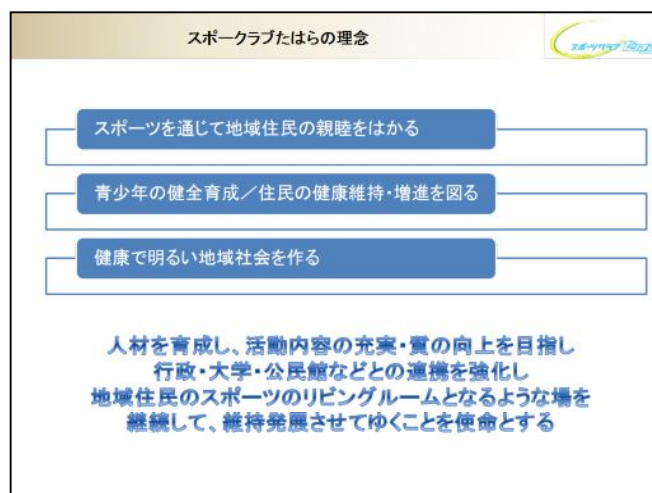 スポークラブたはらの理念
スポーツクラブ
スポーツを通じて地域住民の親睦をはかる
青少年の健全育成／住民の健康維持・増進を図る
健康で明るい地域社会を作る
人材を育成し、活動内容の充実・質の向上を目指し
行政・大学・公民館などとの連携を強化し
地域住民のスポーツのリビングルームとなるような場を
継続して、維持発展させてゆくことを使命とする